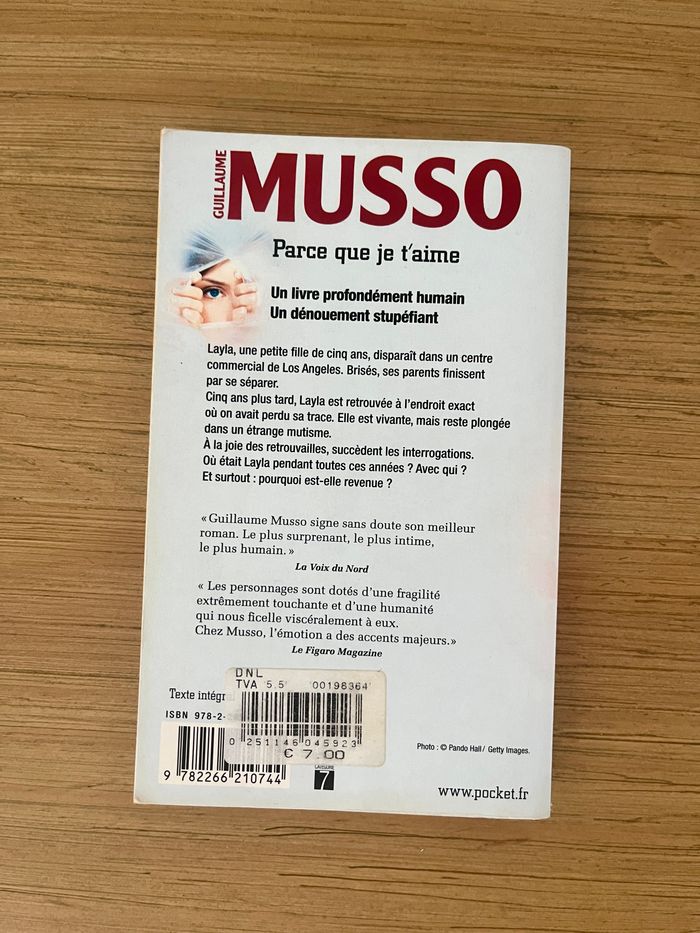 GUILLAUME
MUSSO
Parce que je t'aime
Un livre profondément humain
Un dénouement stupéfiant
Layla, une petite fille de cinq ans, disparaît dans un centre
commercial de Los Angeles. Brisés, ses parents finissent
par se séparer.
Cinq ans plus tard, Layla est retrouvée à l'endroit exact
où on avait perdu sa trace. Elle est vivante, mais reste plongée
dans un étrange mutisme.
À la joie des retrouvailles, succèdent les interrogations.
Où était Layla pendant toutes ces années ? Avec qui ?
Et surtout : pourquoi est-elle revenue ?
« Guillaume Musso signe sans doute son meilleur
roman. Le plus surprenant, le plus intime,
le plus humain. »
La Voix du Nord
« Les personnages sont dotés d'une fragilité
extrêmement touchante et d'une humanité
qui nous ficelle viscéralement à eux.
Chez Musso, l'émotion a des accents majeurs.»
Le Figaro Magazine
DNL
TVA 5.5 00196364
Texte intégr
ISBN 978-2-
0 251146 045923
€ 7.00
Photo : © Pando Hall / Getty Images.
9 782266 210744
CATÉGORIE
7
www.pocket.fr